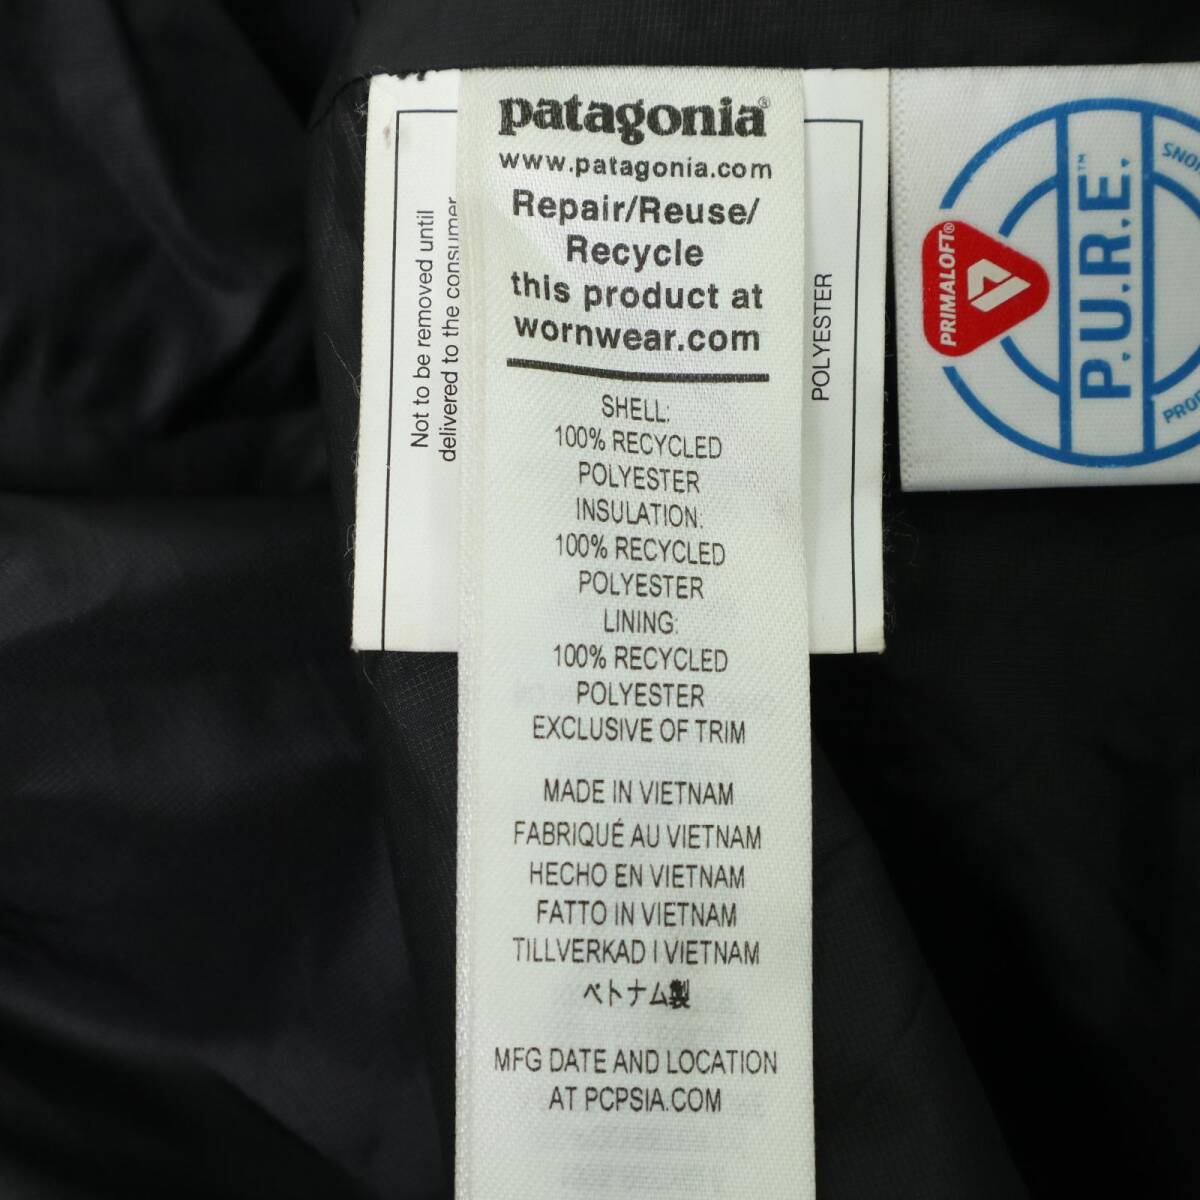 patagonia®
www.patagonia.com
Repair/Reuse/
Recycle
this product at
wornwear.com
SHELL:
100% RECYCLED
POLYESTER
INSULATION:
100% RECYCLED
POLYESTER
LINING:
100% RECYCLED
POLYESTER
EXCLUSIVE OF TRIM
MADE IN VIETNAM
FABRIQUÉ AU VIETNAM
HECHO EN VIETNAM
FATTO IN VIETNAM
TILLVERKAD I VIETNAM
ベトナム製
MFG DATE AND LOCATION
AT PCPSIA.COM
Not to be removed until
delivered to the consumer
POLYESTER
PRIMALOFT®
P.U.R.E.™